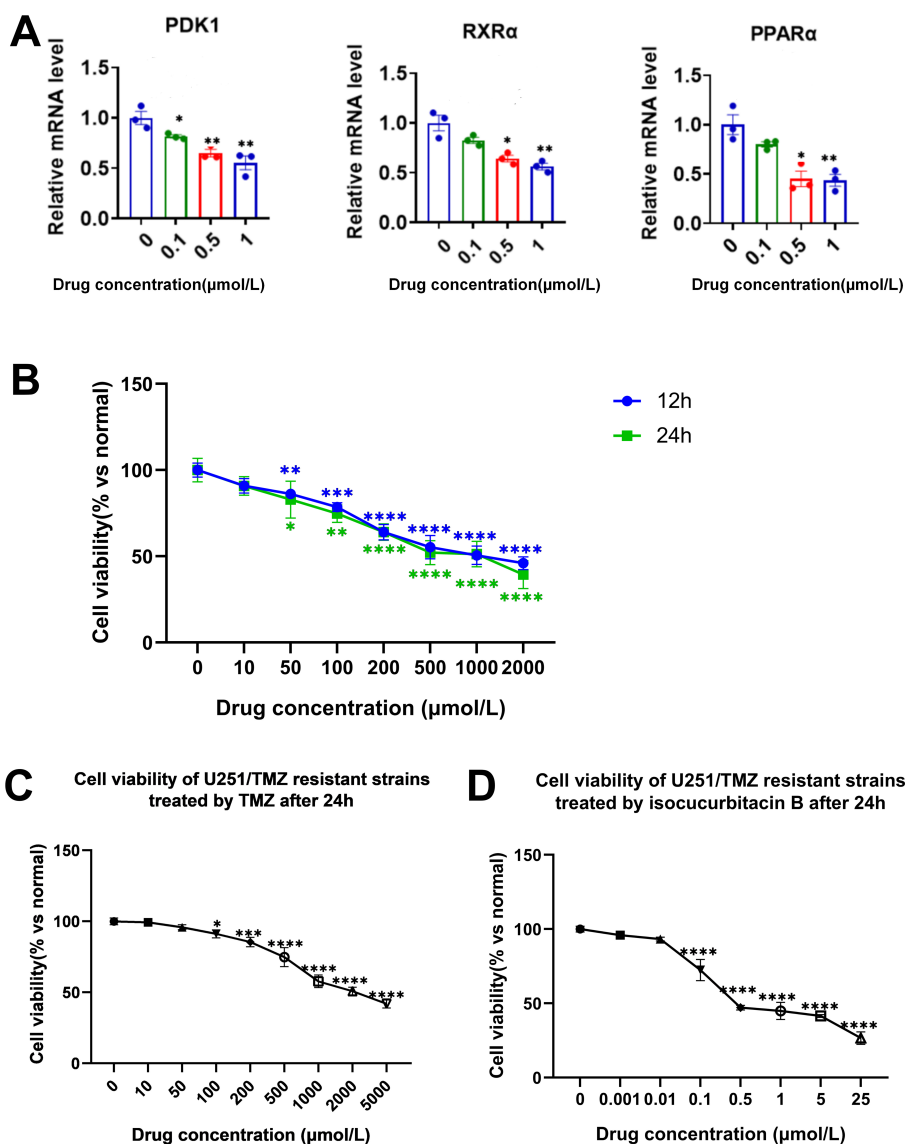 A
PDK1
Relative mRNA level
1.5
1.0
0.5
0.0
*
**
**
0
0.1
0.5
1
Drug concentration(μmol/L)
RXRα
Relative mRNA level
1.5
1.0
0.5
0.0
*
**
0
0.1
0.5
1
Drug concentration(μmol/L)
PPARα
Relative mRNA level
1.5
1.0
0.5
0.0
*
**
0
0.1
0.5
1
Drug concentration(μmol/L)
B
Cell viability(% vs normal)
150
100
50
0
** *** **** **** **** ****
* ** **** **** **** ****
0 10 50 100 200 500 1000 2000
Drug concentration (μmol/L)
12h
24h
C
Cell viability of U251/TMZ resistant strains
treated by TMZ after 24h
Cell viability(% vs normal)
150
100
50
0
* *** **** **** **** ****
0 10 50 100 200 500 1000 2000 5000
Drug concentration (μmol/L)
D
Cell viability of U251/TMZ resistant strains
treated by isocucurbitacin B after 24h
Cell viability(% vs normal)
150
100
50
0
**** **** **** **** ****
0 0.001 0.01 0.1 0.5 1 5 25
Drug concentration (μmol/L)